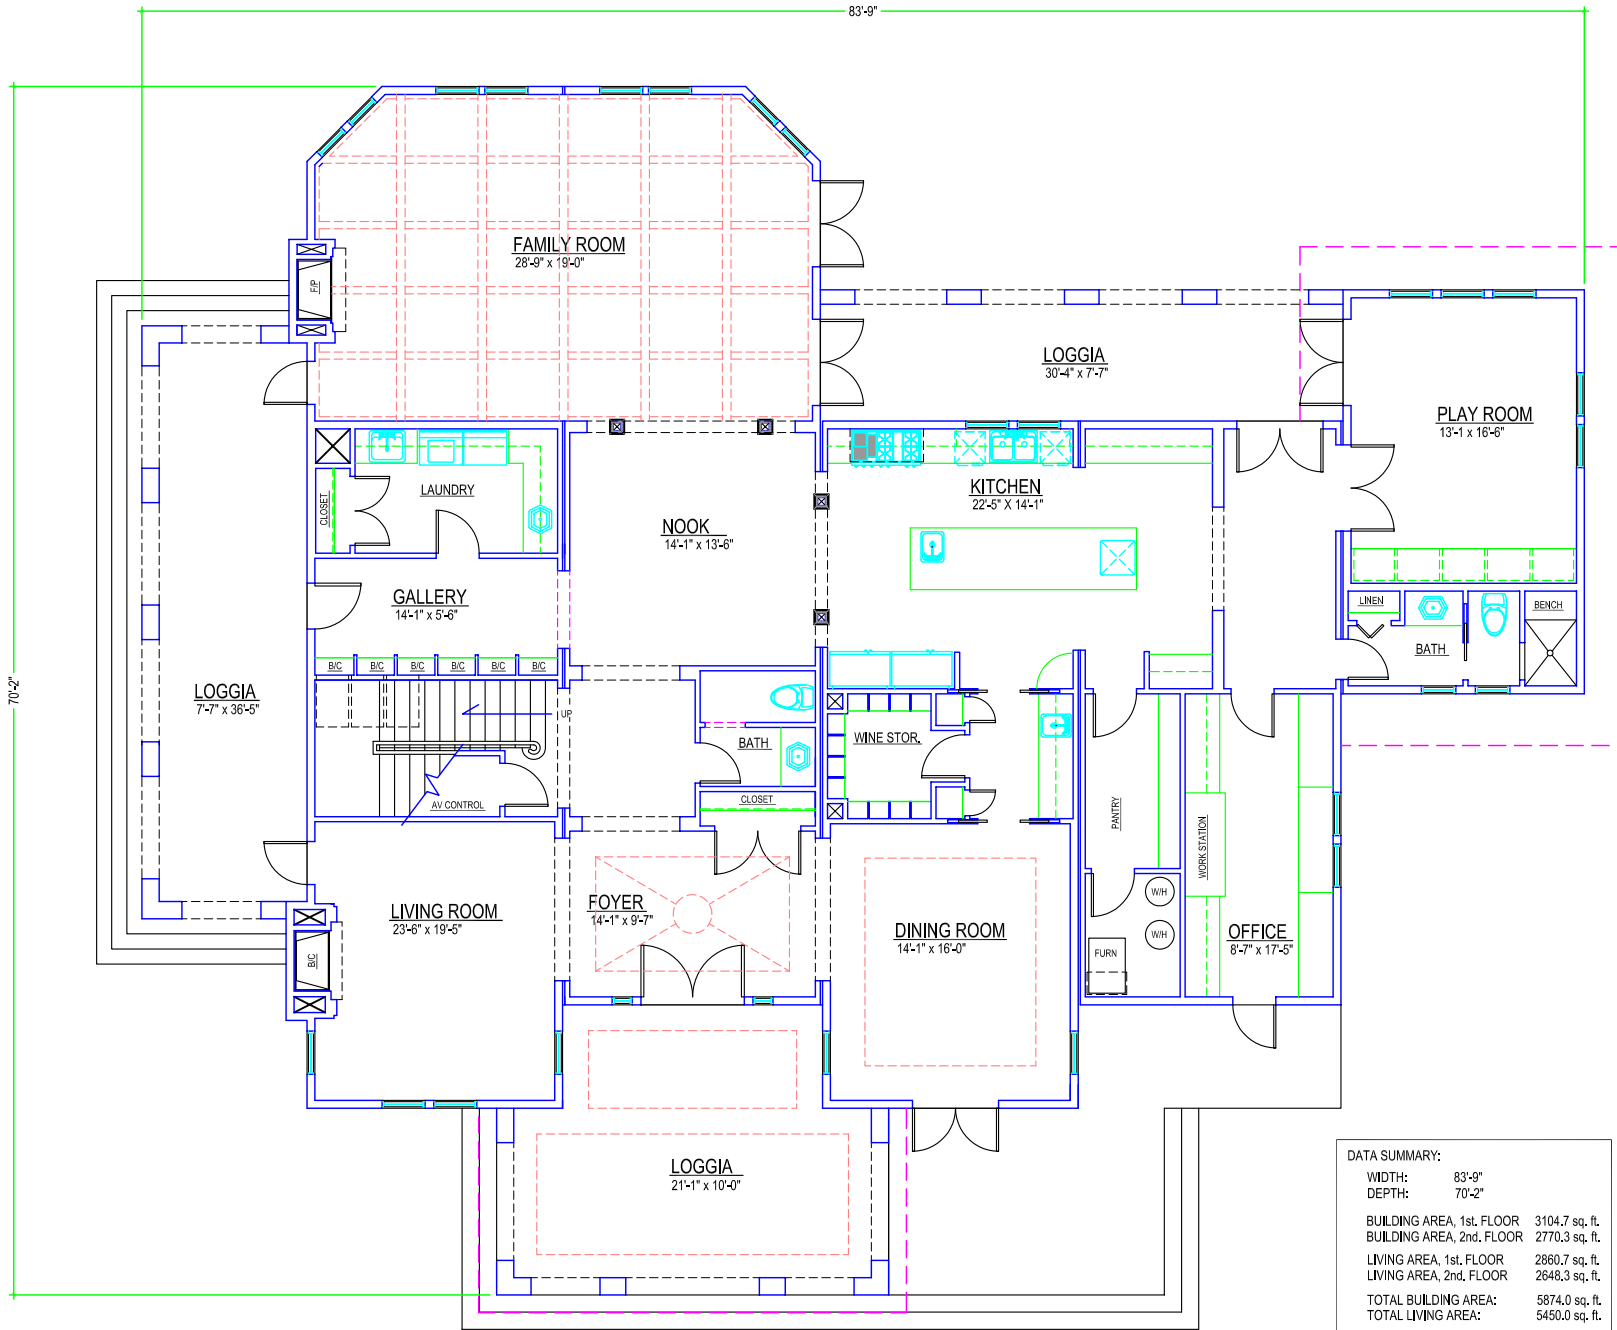 83'-9"
70'-2"
FAMILY ROOM
28'-9" x 19'-0"
F/P
LOGGIA
30'-4" x 7'-7"
PLAY ROOM
13'-1 x 16'-6"
CLOSET
LAUNDRY
NOOK
14'-1" x 13'-6"
KITCHEN
22'-5" X 14'-1"
GALLERY
14'-1" x 5'-6"
B/C B/C B/C B/C B/C B/C
LINEN
BENCH
BATH
LOGGIA
7'-7" x 36'-5"
UP
AV CONTROL
BATH
CLOSET
WINE STOR.
PANTRY
WORK STATION
W/H
W/H
FURN
LIVING ROOM
23'-6" x 19'-5"
B/C
FOYER
14'-1" x 9'-7"
DINING ROOM
14'-1" x 16'-0"
OFFICE
8'-7" x 17'-5"
LOGGIA
21'-1" x 10'-0"
DATA SUMMARY:
WIDTH: 83'-9"
DEPTH: 70'-2"
BUILDING AREA, 1st. FLOOR 3104.7 sq. ft.
BUILDING AREA, 2nd. FLOOR 2770.3 sq. ft.
LIVING AREA, 1st. FLOOR 2860.7 sq. ft.
LIVING AREA, 2nd. FLOOR 2648.3 sq. ft.
TOTAL BUILDING AREA: 5874.0 sq. ft.
TOTAL LIVING AREA: 5450.0 sq. ft.